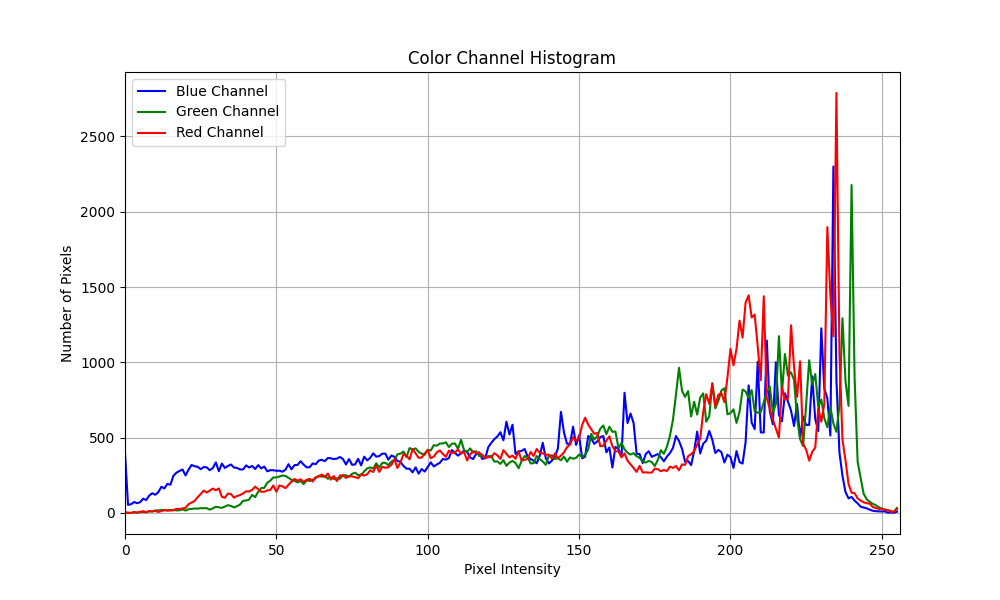 Color Channel Histogram
Blue Channel
Green Channel
Red Channel
Number of Pixels
2500
2000
1500
1000
500
0
0 50 100 150 200 250
Pixel Intensity